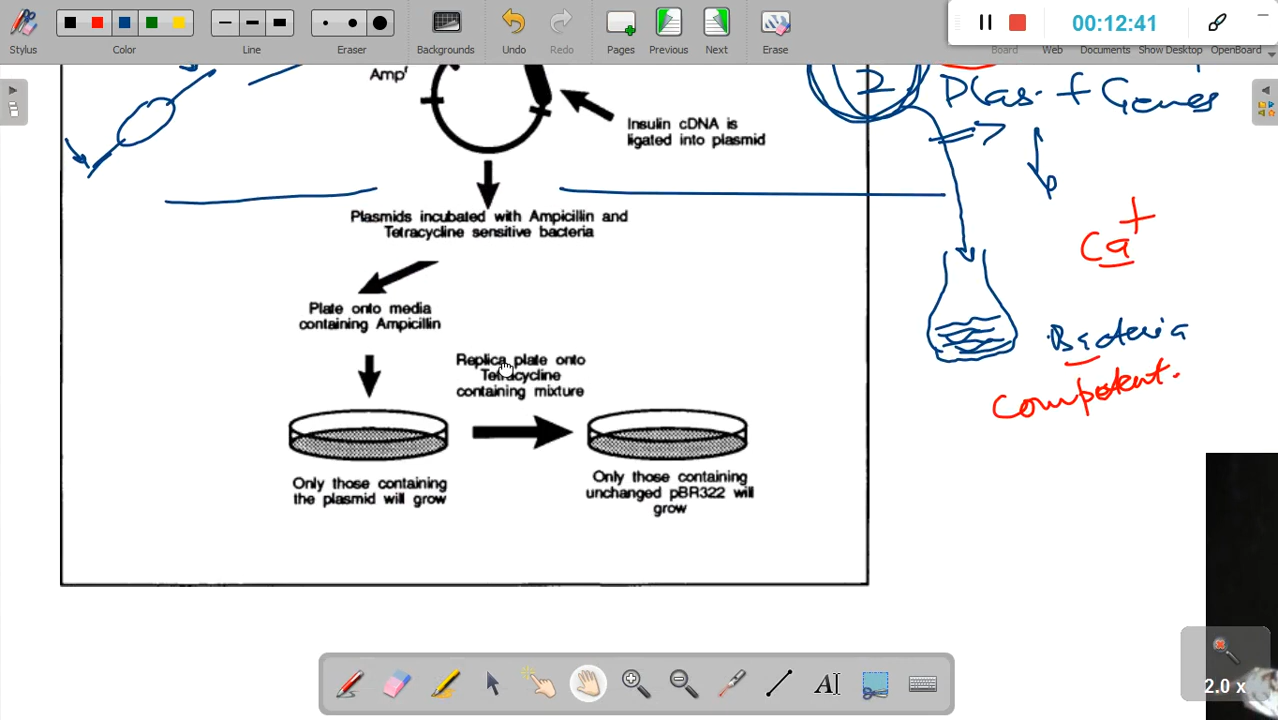 Stylus
Color
Line
Eraser
Backgrounds
Undo
Redo
Pages
Previous
Next
Erase
00:12:41
Board
Web
Documents
Show Desktop
OpenBoard
Ampr
Insulin cDNA is
ligated into plasmid
Plas. + Genes
Plasmids incubated with Ampicillin and
Tetracycline sensitive bacteria
Ca+
Plate onto media
containing Ampicillin
Bacteria
Competent.
Replica plate onto
Tetracycline
containing mixture
Only those containing
the plasmid will grow
Only those containing
unchanged pBR322 will
grow
2.0 x